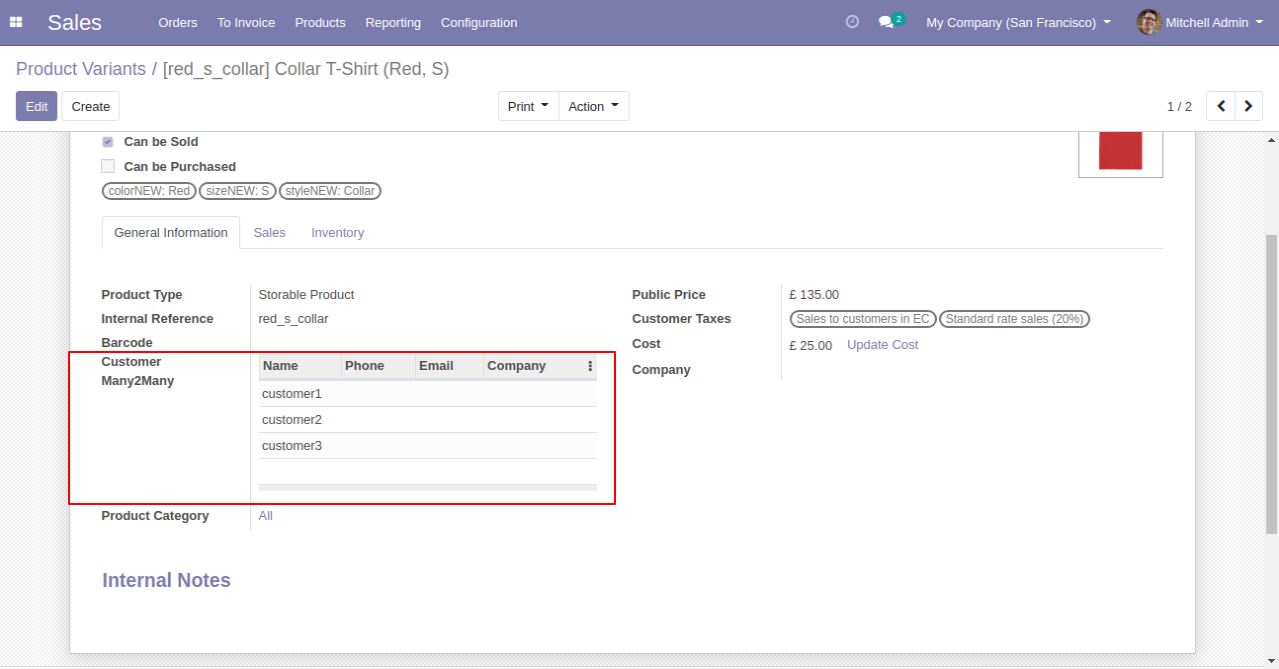 Sales Orders To Invoice Products Reporting Configuration 2 My Company (San Francisco) Mitchell Admin
Product Variants / [red_s_collar] Collar T-Shirt (Red, S)
Edit Create Print Action 1 / 2
Can be Sold
Can be Purchased
colorNEW: Red sizeNEW: S styleNEW: Collar
General Information Sales Inventory
Product Type Storable Product Public Price £ 135.00
Internal Reference red_s_collar Customer Taxes Sales to customers in EC Standard rate sales (20%)
Barcode Cost £ 25.00 Update Cost
Customer Many2Many Company
Name Phone Email Company
customer1
customer2
customer3
Product Category All
Internal Notes